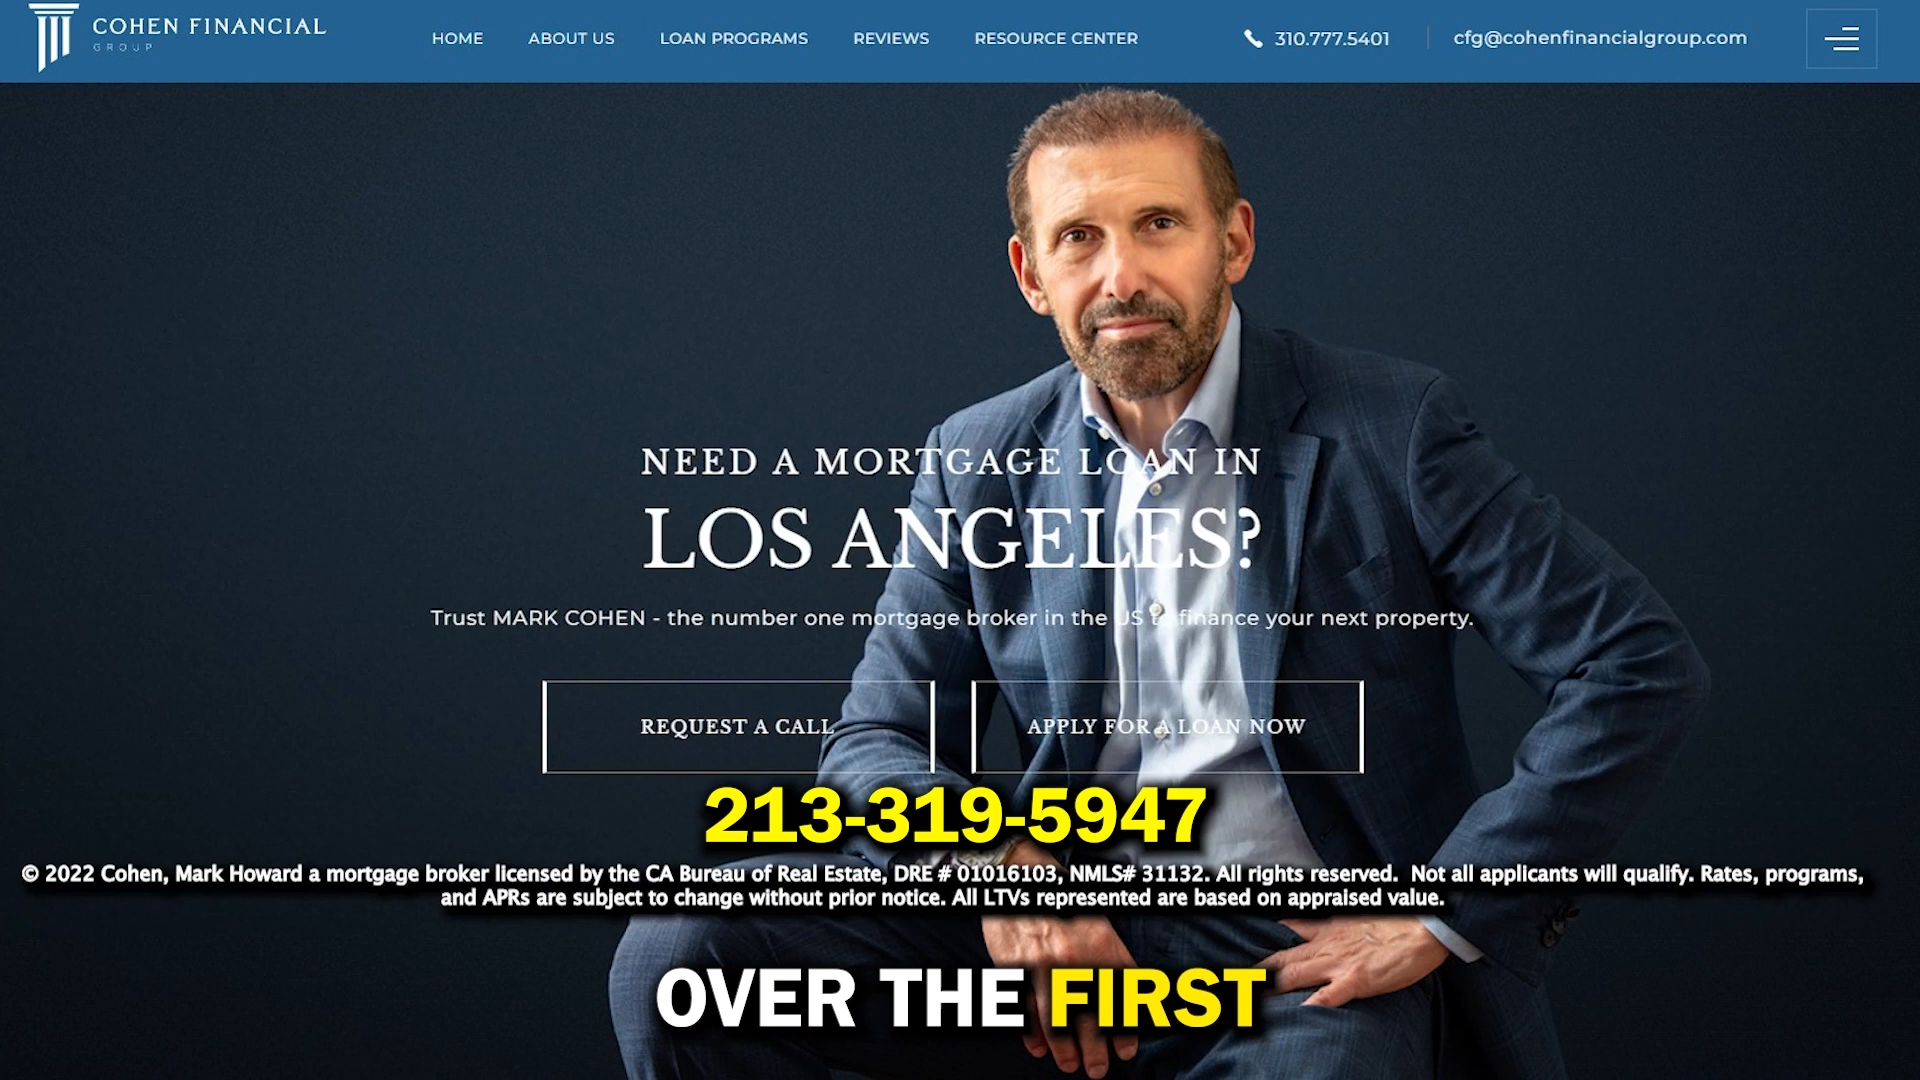 COHEN FINANCIAL
GROUP
HOME ABOUT US LOAN PROGRAMS REVIEWS RESOURCE CENTER 310.777.5401 cfg@cohenfinancialgroup.com
NEED A MORTGAGE LOAN IN
LOS ANGELES?
Trust MARK COHEN - the number one mortgage broker in the US to finance your next property.
REQUEST A CALL APPLY FOR A LOAN NOW
213-319-5947
© 2022 Cohen, Mark Howard a mortgage broker licensed by the CA Bureau of Real Estate, DRE # 01016103, NMLS# 31132. All rights reserved. Not all applicants will qualify. Rates, programs,
and APRs are subject to change without prior notice. All LTVs represented are based on appraised value.
OVER THE FIRST